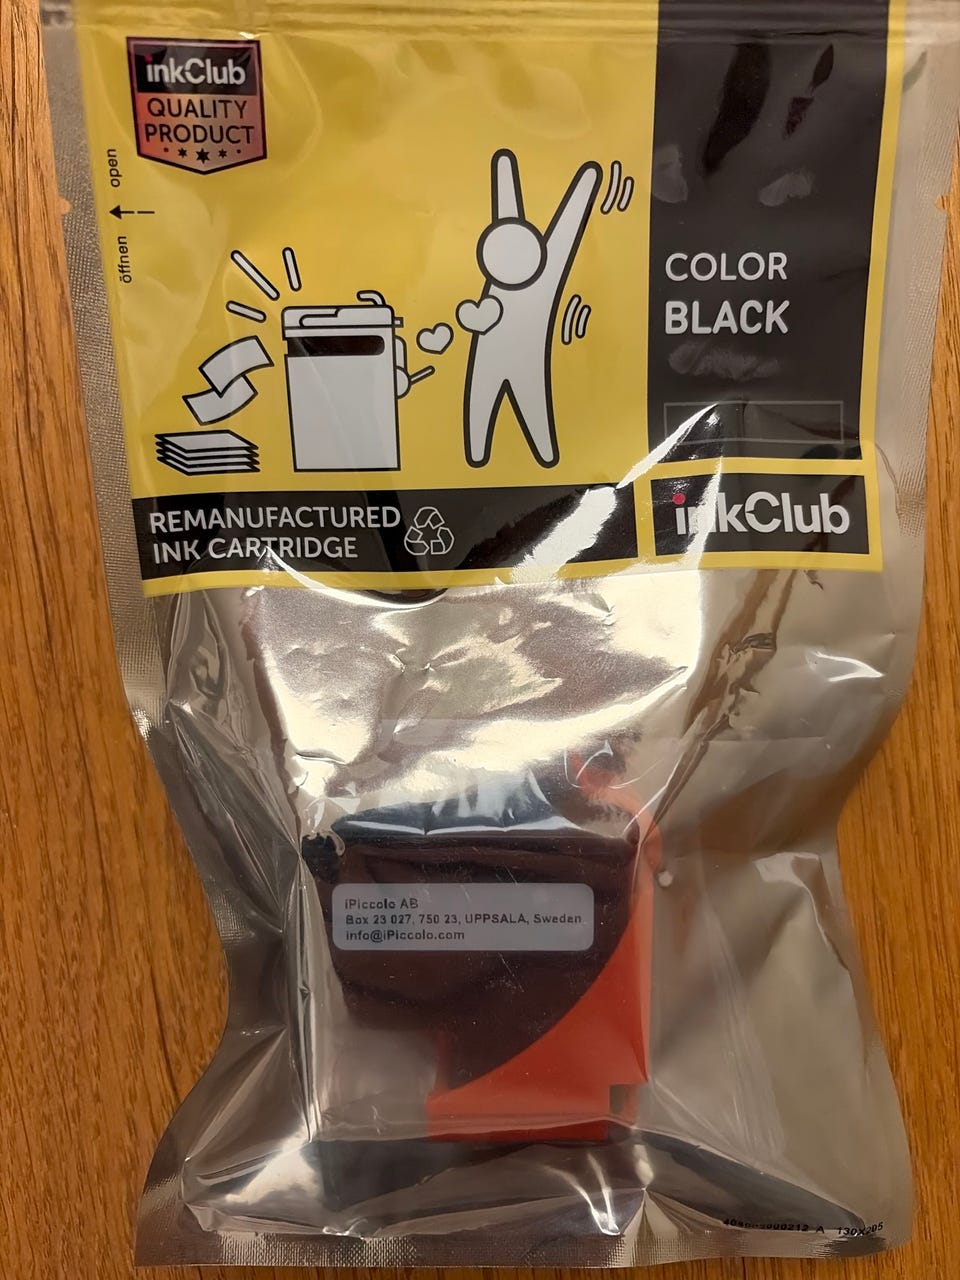 inkClub
QUALITY
PRODUCT
open
öffnen
COLOR
BLACK
REMANUFACTURED
INK CARTRIDGE
inkClub
iPiccolo AB
Box 23 027, 750 23, UPPSALA, Sweden
info@iPiccolo.com
A 130X205